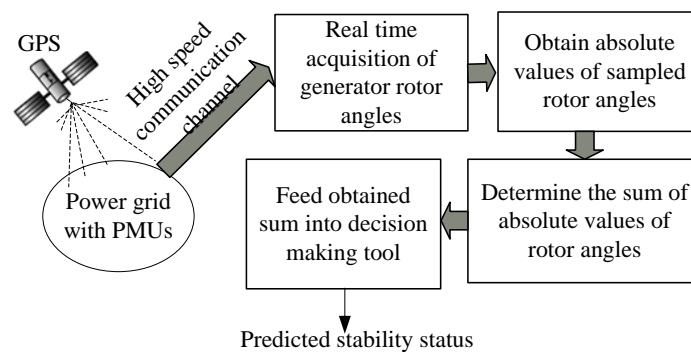 GPS
High speed
communication
channel
Power grid
with PMUs
Real time
acquisition of
generator rotor
angles
Obtain absolute
values of sampled
rotor angles
Determine the sum of
absolute values of
rotor angles
Feed obtained
sum into decision
making tool
Predicted stability status